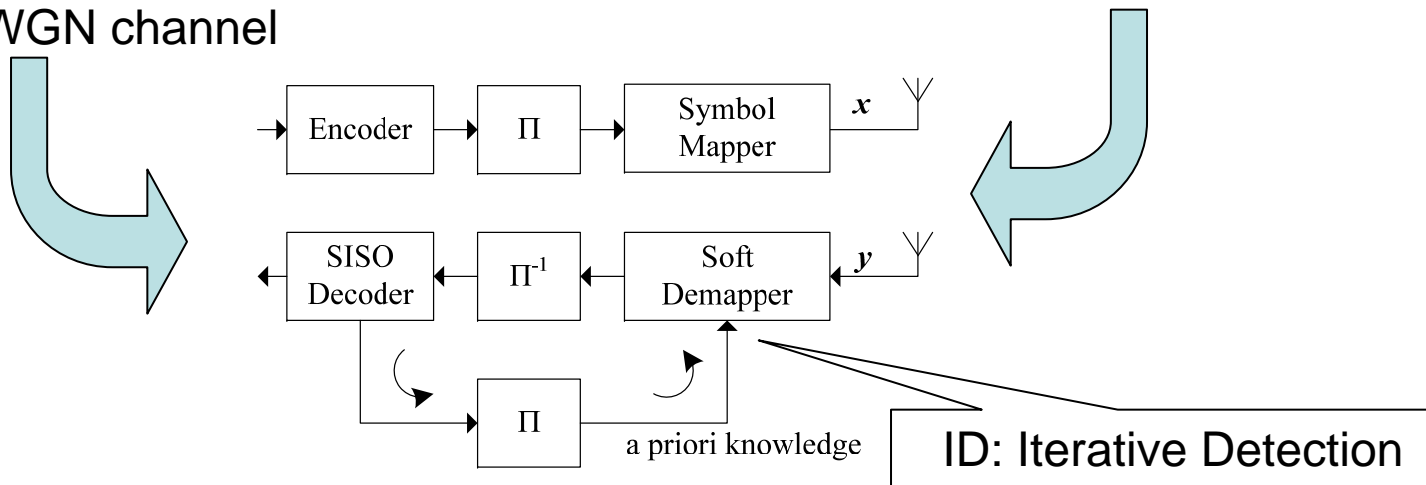 WGN channel
Encoder
Π
Symbol
Mapper
x
SISO
Decoder
Π-1
Soft
Demapper
y
Π
a priori knowledge
ID: Iterative Detection